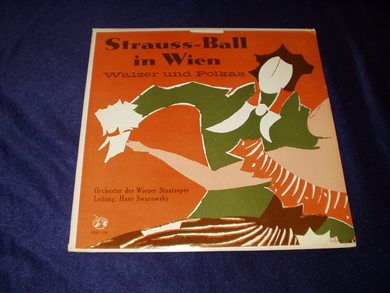 Strauss-Ball
in Wien
Walzer und Polkas
Orchester der Wiener Staatsoper
Leitung: Hans Swarowsky